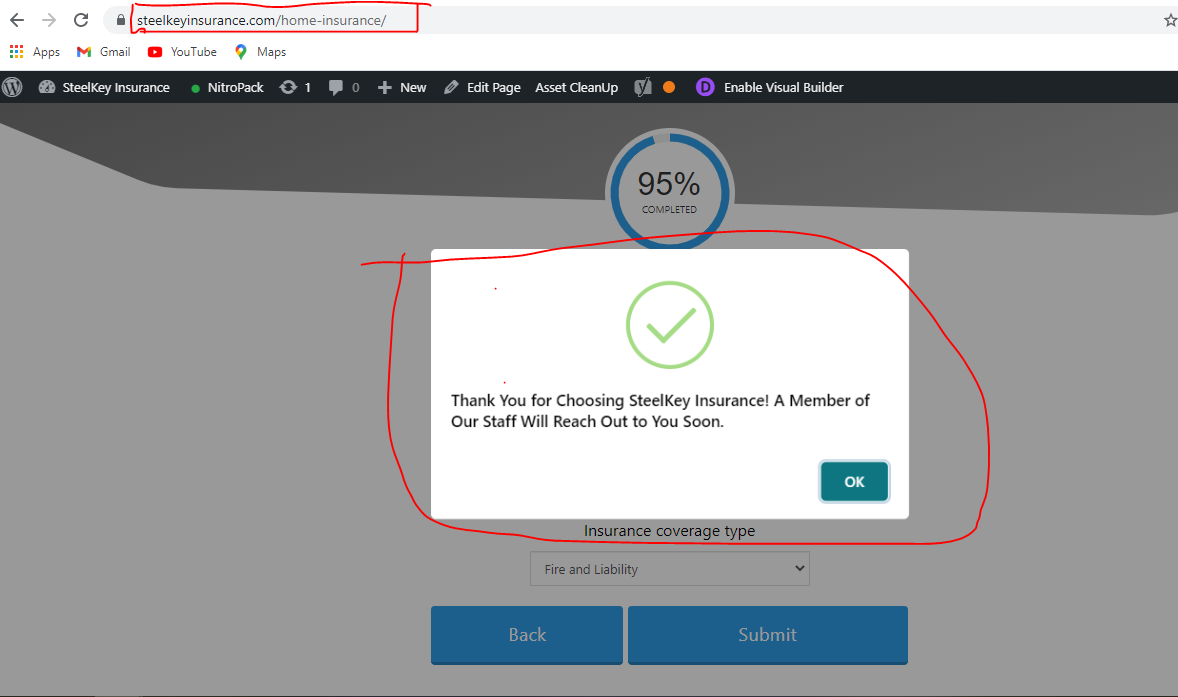 steelkeyinsurance.com/home-insurance/
Apps Gmail YouTube Maps
SteelKey Insurance NitroPack 1 0 New Edit Page Asset CleanUp Enable Visual Builder
95%
COMPLETED
Thank You for Choosing SteelKey Insurance! A Member of
Our Staff Will Reach Out to You Soon.
OK
Insurance coverage type
Fire and Liability
Back Submit